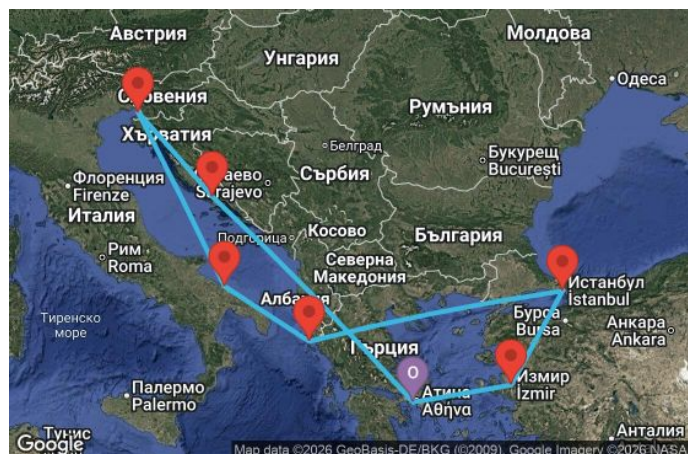 Австрия
Молдова
Унгария
Одеса
Словения
Румъния
Хърватия
Белград
Букурещ
Bucureşti
Флоренция
Firenze
Сараево
Sarajevo
Сърбия
Италия
Подгорица
Косово
България
Рим
Roma
Северна
Македония
Албания
Истанбул
İstanbul
Тиренско
море
Бурса
Bursa
Анкара
Ankara
Гърция
O
Измир
İzmir
Палермо
Palermo
Атина
Αθήνα
Тунис
Анталия
Google
Map data ©2026 GeoBasis-DE/BKG (©2009), Google Imagery ©2026 NASA